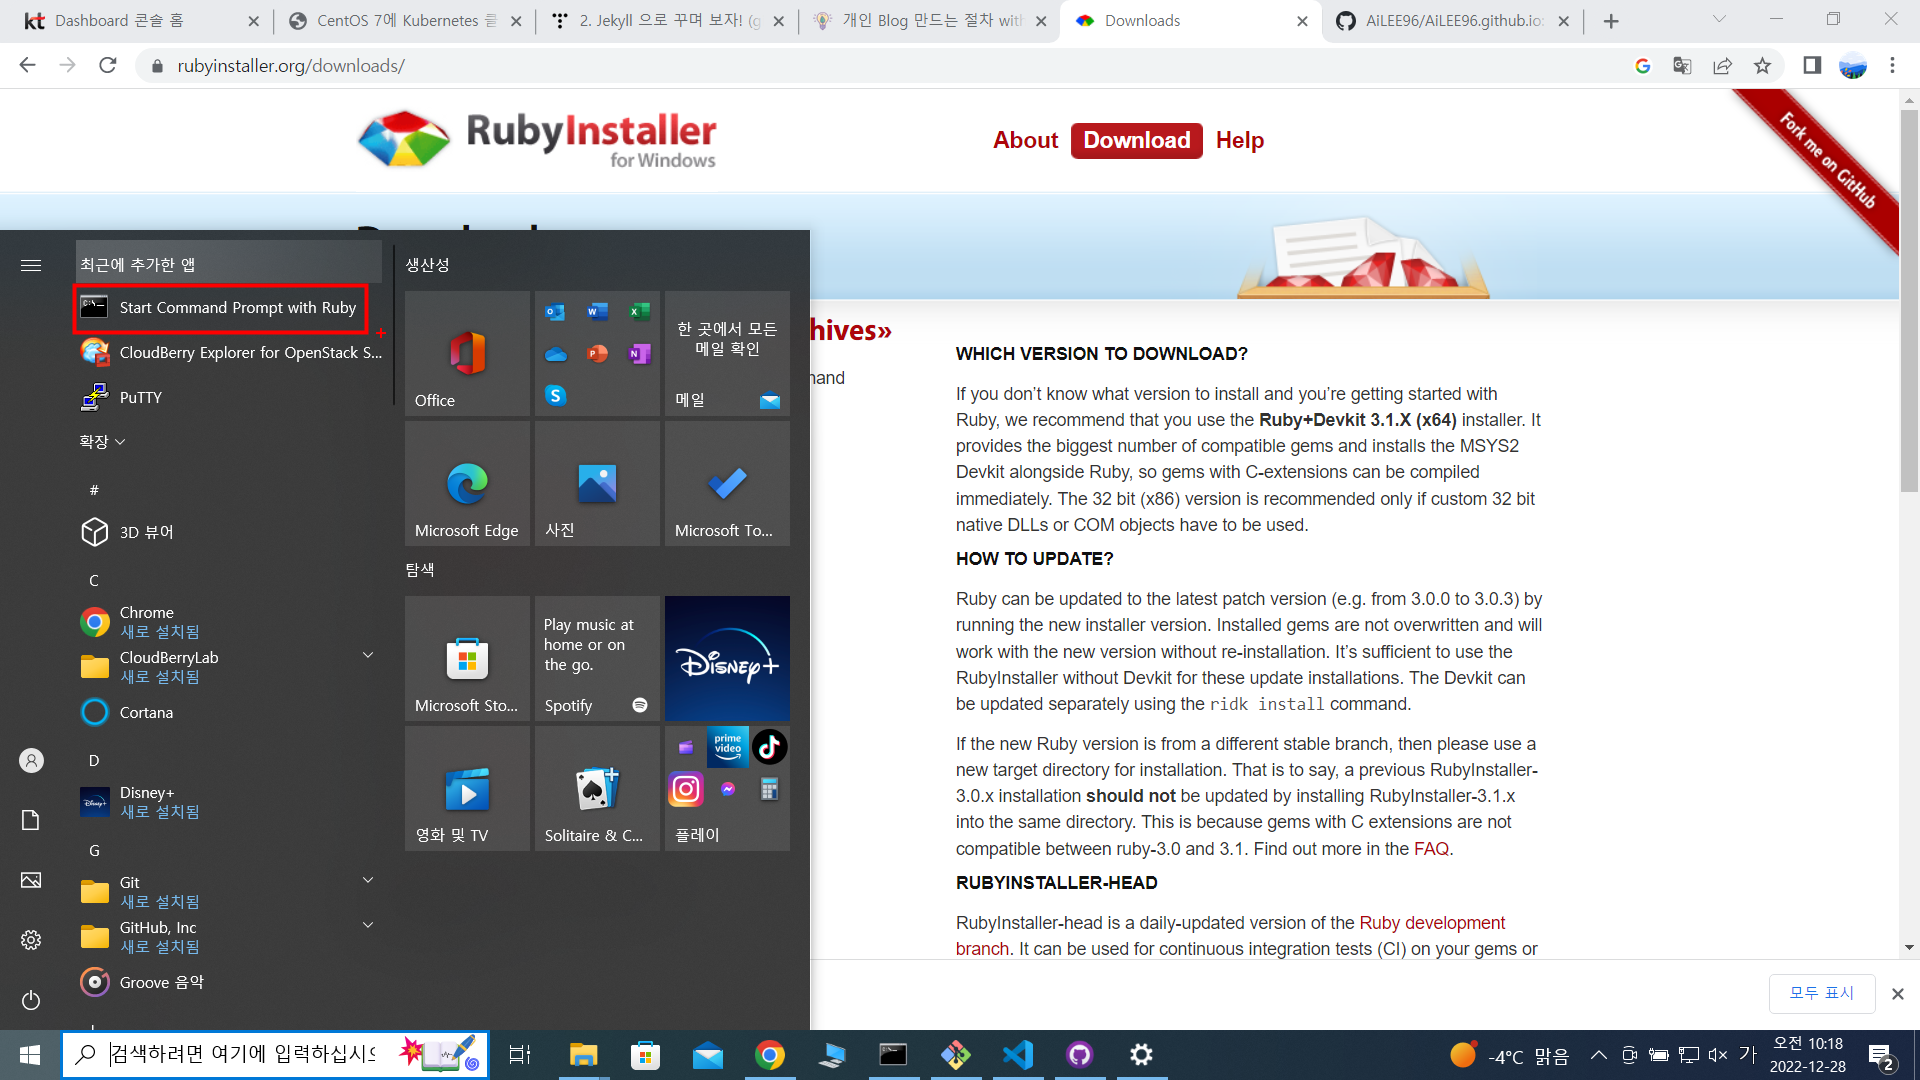 kt Dashboard 콘솔 홈
CentOS 7에 Kubernetes 클
2. Jekyll 으로 꾸며 보자! (g
개인 Blog 만드는 절차 with
Downloads
AiLEE96/AiLEE96.github.io:
rubyinstaller.org/downloads/
RubyInstaller
for Windows
About
Download
Help
Fork me on GitHub
최근에 추가한 앱
Start Command Prompt with Ruby
CloudBerry Explorer for OpenStack S...
PuTTY
확장
#
3D 뷰어
C
Chrome
새로 설치됨
CloudBerryLab
새로 설치됨
Cortana
D
Disney+
새로 설치됨
G
Git
새로 설치됨
GitHub, Inc
새로 설치됨
Groove 음악
생산성
Office
한 곳에서 모든
메일 확인
메일
Microsoft Edge
사진
Microsoft To...
탐색
Microsoft Sto...
Play music at
home or on
the go.
Spotify
Disney+
영화 및 TV
Solitaire & C...
prime
video
플레이
hives»
and
WHICH VERSION TO DOWNLOAD?
If you don’t know what version to install and you’re getting started with
Ruby, we recommend that you use the Ruby+Devkit 3.1.X (x64) installer. It
provides the biggest number of compatible gems and installs the MSYS2
Devkit alongside Ruby, so gems with C-extensions can be compiled
immediately. The 32 bit (x86) version is recommended only if custom 32 bit
native DLLs or COM objects have to be used.
HOW TO UPDATE?
Ruby can be updated to the latest patch version (e.g. from 3.0.0 to 3.0.3) by
running the new installer version. Installed gems are not overwritten and will
work with the new version without re-installation. It’s sufficient to use the
RubyInstaller without Devkit for these update installations. The Devkit can
be updated separately using the ridk install command.
If the new Ruby version is from a different stable branch, then please use a
new target directory for installation. That is to say, a previous RubyInstaller-
3.0.x installation should not be updated by installing RubyInstaller-3.1.x
into the same directory. This is because gems with C extensions are not
compatible between ruby-3.0 and 3.1. Find out more in the FAQ.
RUBYINSTALLER-HEAD
RubyInstaller-head is a daily-updated version of the Ruby development
branch. It can be used for continuous integration tests (CI) on your gems or
모두 표시
검색하려면 여기에 입력하십시오
-4°C 맑음
가
오전 10:18
2022-12-28
2